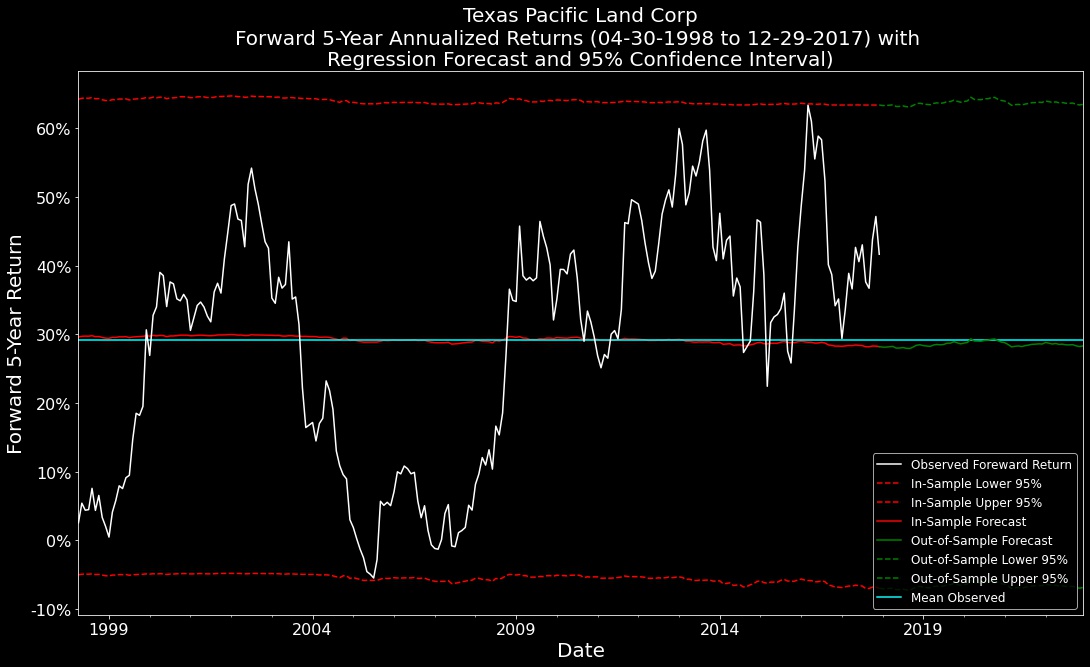 Texas Pacific Land Corp
Forward 5-Year Annualized Returns (04-30-1998 to 12-29-2017) with
Regression Forecast and 95% Confidence Interval)
Forward 5-Year Return
60%
50%
40%
30%
20%
10%
0%
-10%
Observed Foreward Return
In-Sample Lower 95%
In-Sample Upper 95%
In-Sample Forecast
Out-of-Sample Forecast
Out-of-Sample Lower 95%
Out-of-Sample Upper 95%
Mean Observed
1999
2004
2009
2014
2019
Date